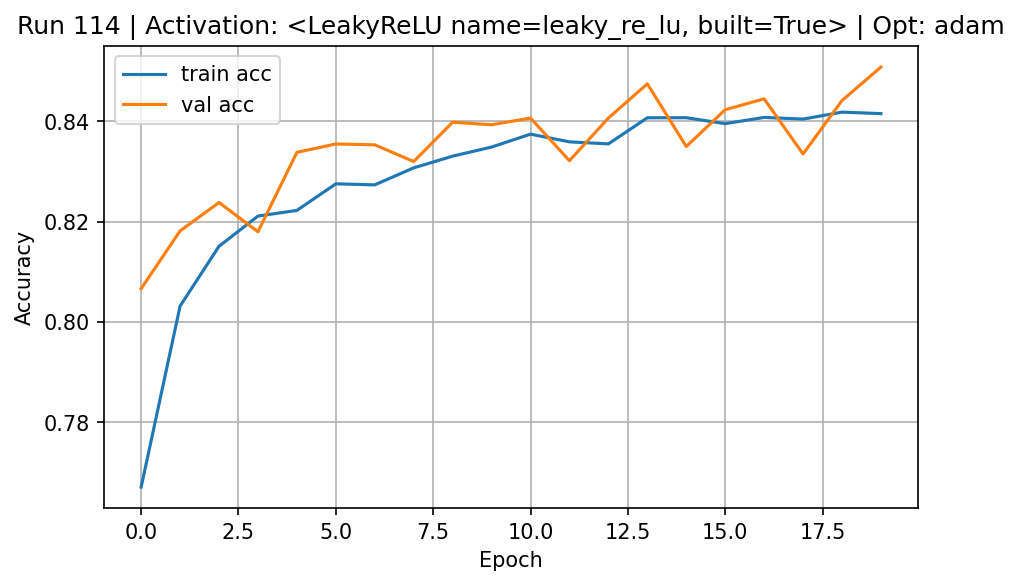 Run 114 | Activation: <LeakyReLU name=leaky_re_lu, built=True> | Opt: adam
train acc
val acc
Accuracy
0.84
0.82
0.80
0.78
0.0 2.5 5.0 7.5 10.0 12.5 15.0 17.5
Epoch